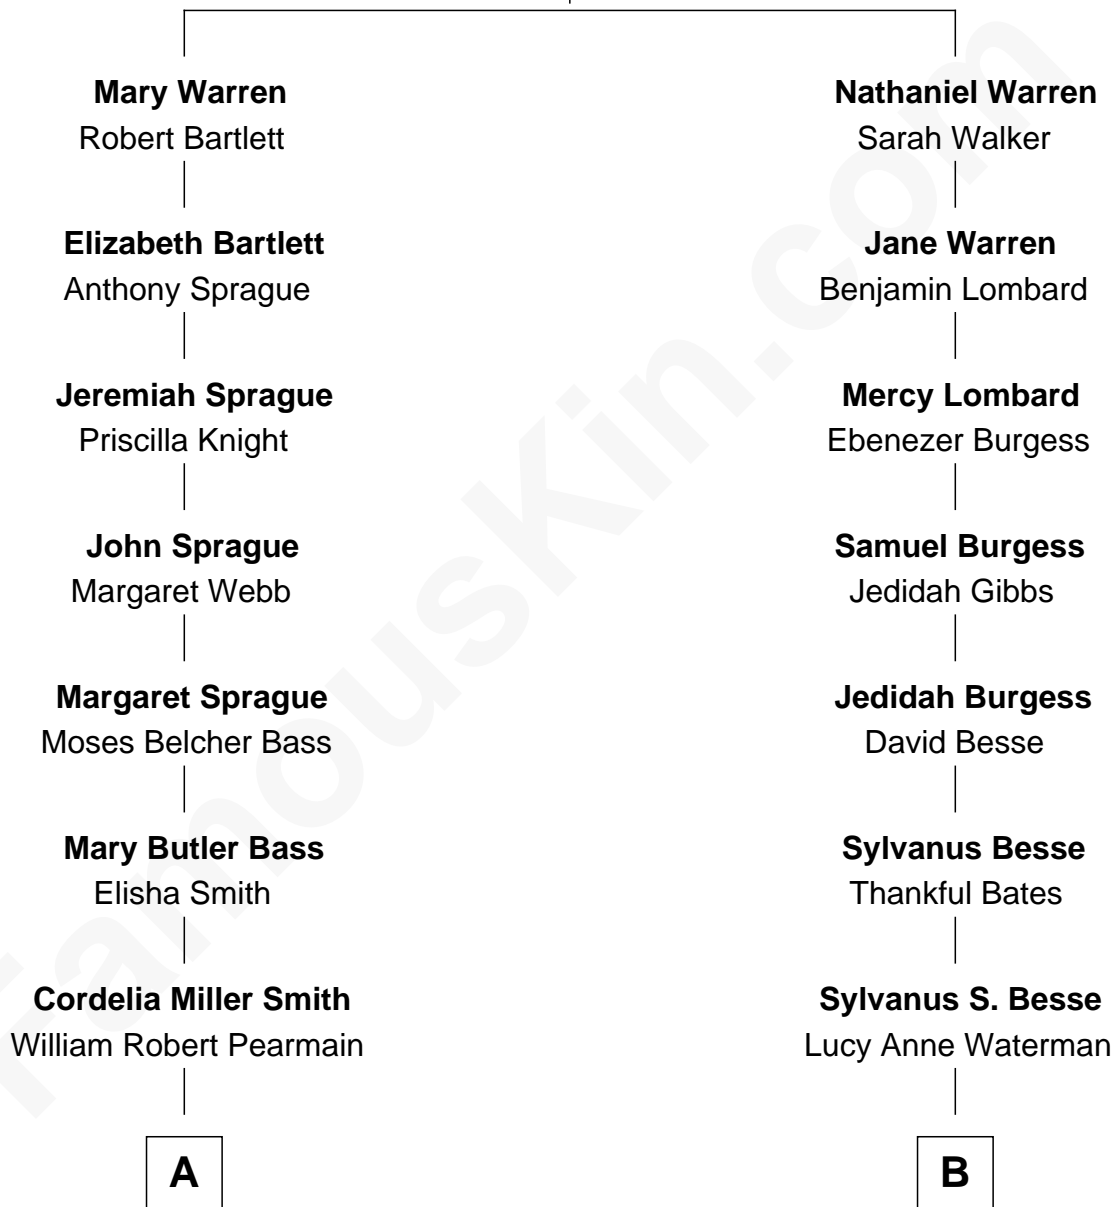 Mary Warren
Robert Bartlett
Elizabeth Bartlett
Anthony Sprague
Jeremiah Sprague
Priscilla Knight
John Sprague
Margaret Webb
Margaret Sprague
Moses Belcher Bass
Mary Butler Bass
Elisha Smith
Cordelia Miller Smith
William Robert Pearmain
A
Nathaniel Warren
Sarah Walker
Jane Warren
Benjamin Lombard
Mercy Lombard
Ebenezer Burgess
Samuel Burgess
Jedidah Gibbs
Jedidah Burgess
David Besse
Sylvanus Besse
Thankful Bates
Sylvanus S. Besse
Lucy Anne Waterman
B
FamousKin.com